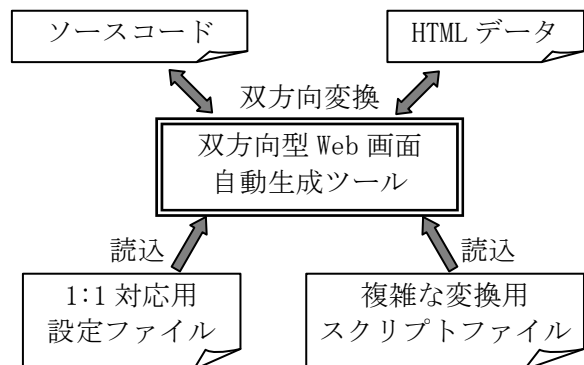 ソースコード
HTML データ
双方向変換
双方向型 Web 画面
自動生成ツール
読込
読込
1:1 対応用
設定ファイル
複雑な変換用
スクリプトファイル